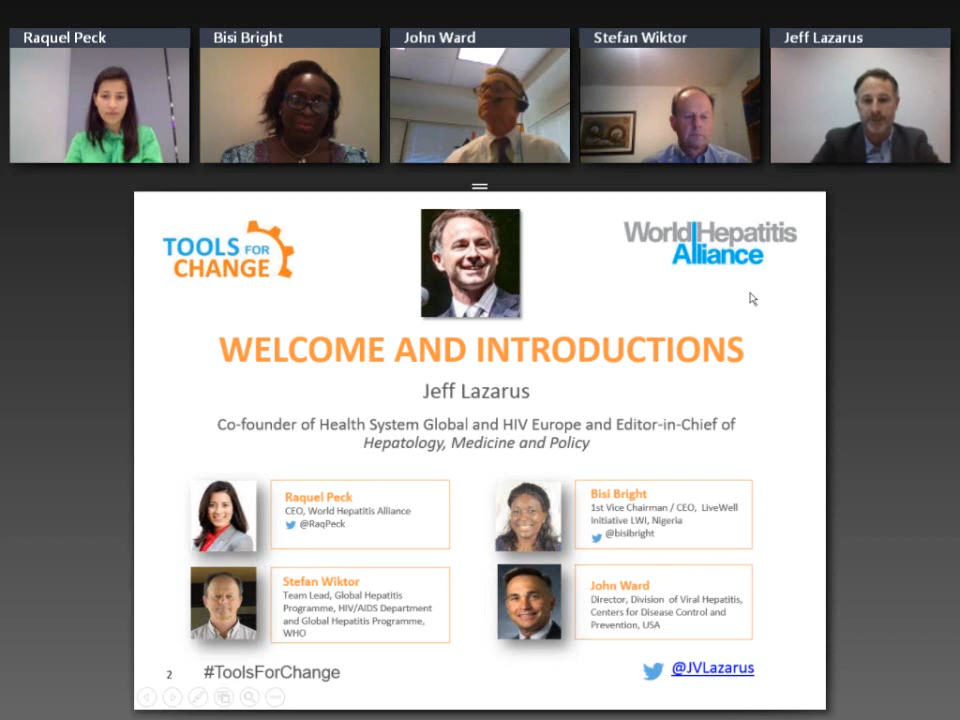 Raquel Peck
Bisi Bright
John Ward
Stefan Wiktor
Jeff Lazarus
TOOLS FOR
CHANGE
World Hepatitis
Alliance
WELCOME AND INTRODUCTIONS
Jeff Lazarus
Co-founder of Health System Global and HIV Europe and Editor-in-Chief of
Hepatology, Medicine and Policy
Raquel Peck
CEO, World Hepatitis Alliance
@RaqPeck
Bisi Bright
1st Vice Chairman / CEO, LiveWell
Initiative LWI, Nigeria
@bisibright
Stefan Wiktor
Team Lead, Global Hepatitis
Programme, HIV/AIDS Department
and Global Hepatitis Programme,
WHO
John Ward
Director, Division of Viral Hepatitis,
Centers for Disease Control and
Prevention, USA
2
#ToolsForChange
@JVLazarus